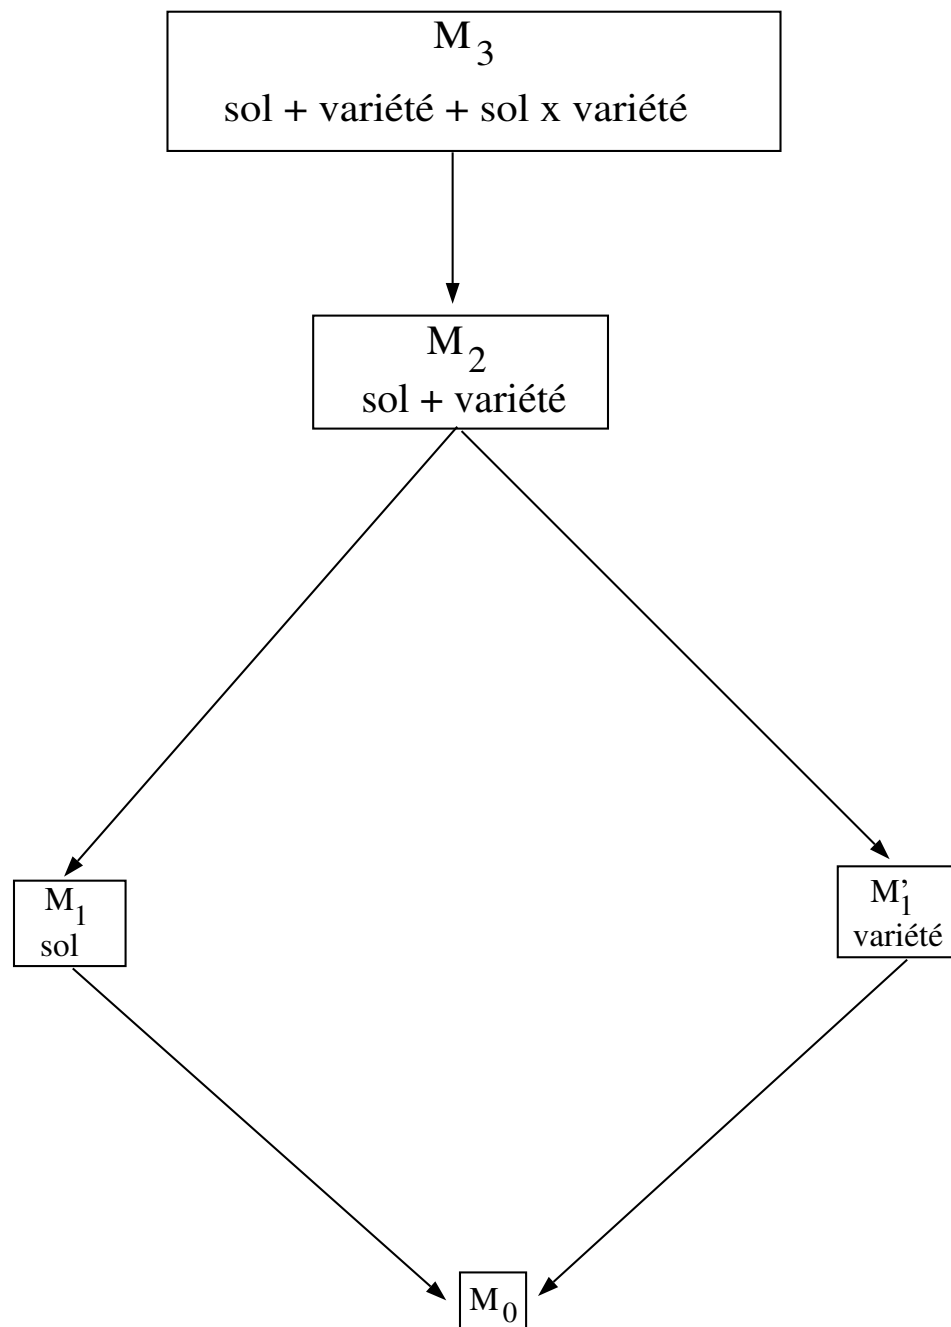 M₃
sol + variété + sol x variété
M₂
sol + variété
M₁
sol
M'₁
variété
M₀